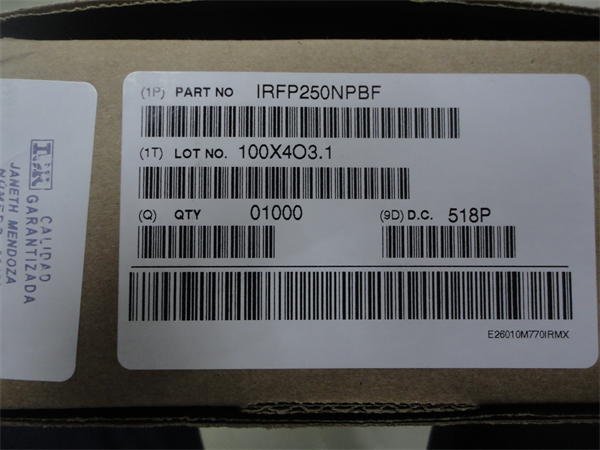 (1P) PART NO IRFP250NPBF
(1T) LOT NO. 100X4O3.1
(Q) QTY 01000 (9D) D.C. 518P
E26010M770IRMX
CALIDAD
GARANTIZADA
JANETH MENDOZA